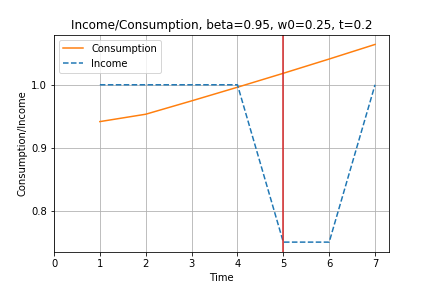 Income/Consumption, beta=0.95, w0=0.25, t=0.2
Consumption
Income
Consumption/Income
1.0
0.9
0.8
0 1 2 3 4 5 6 7
Time